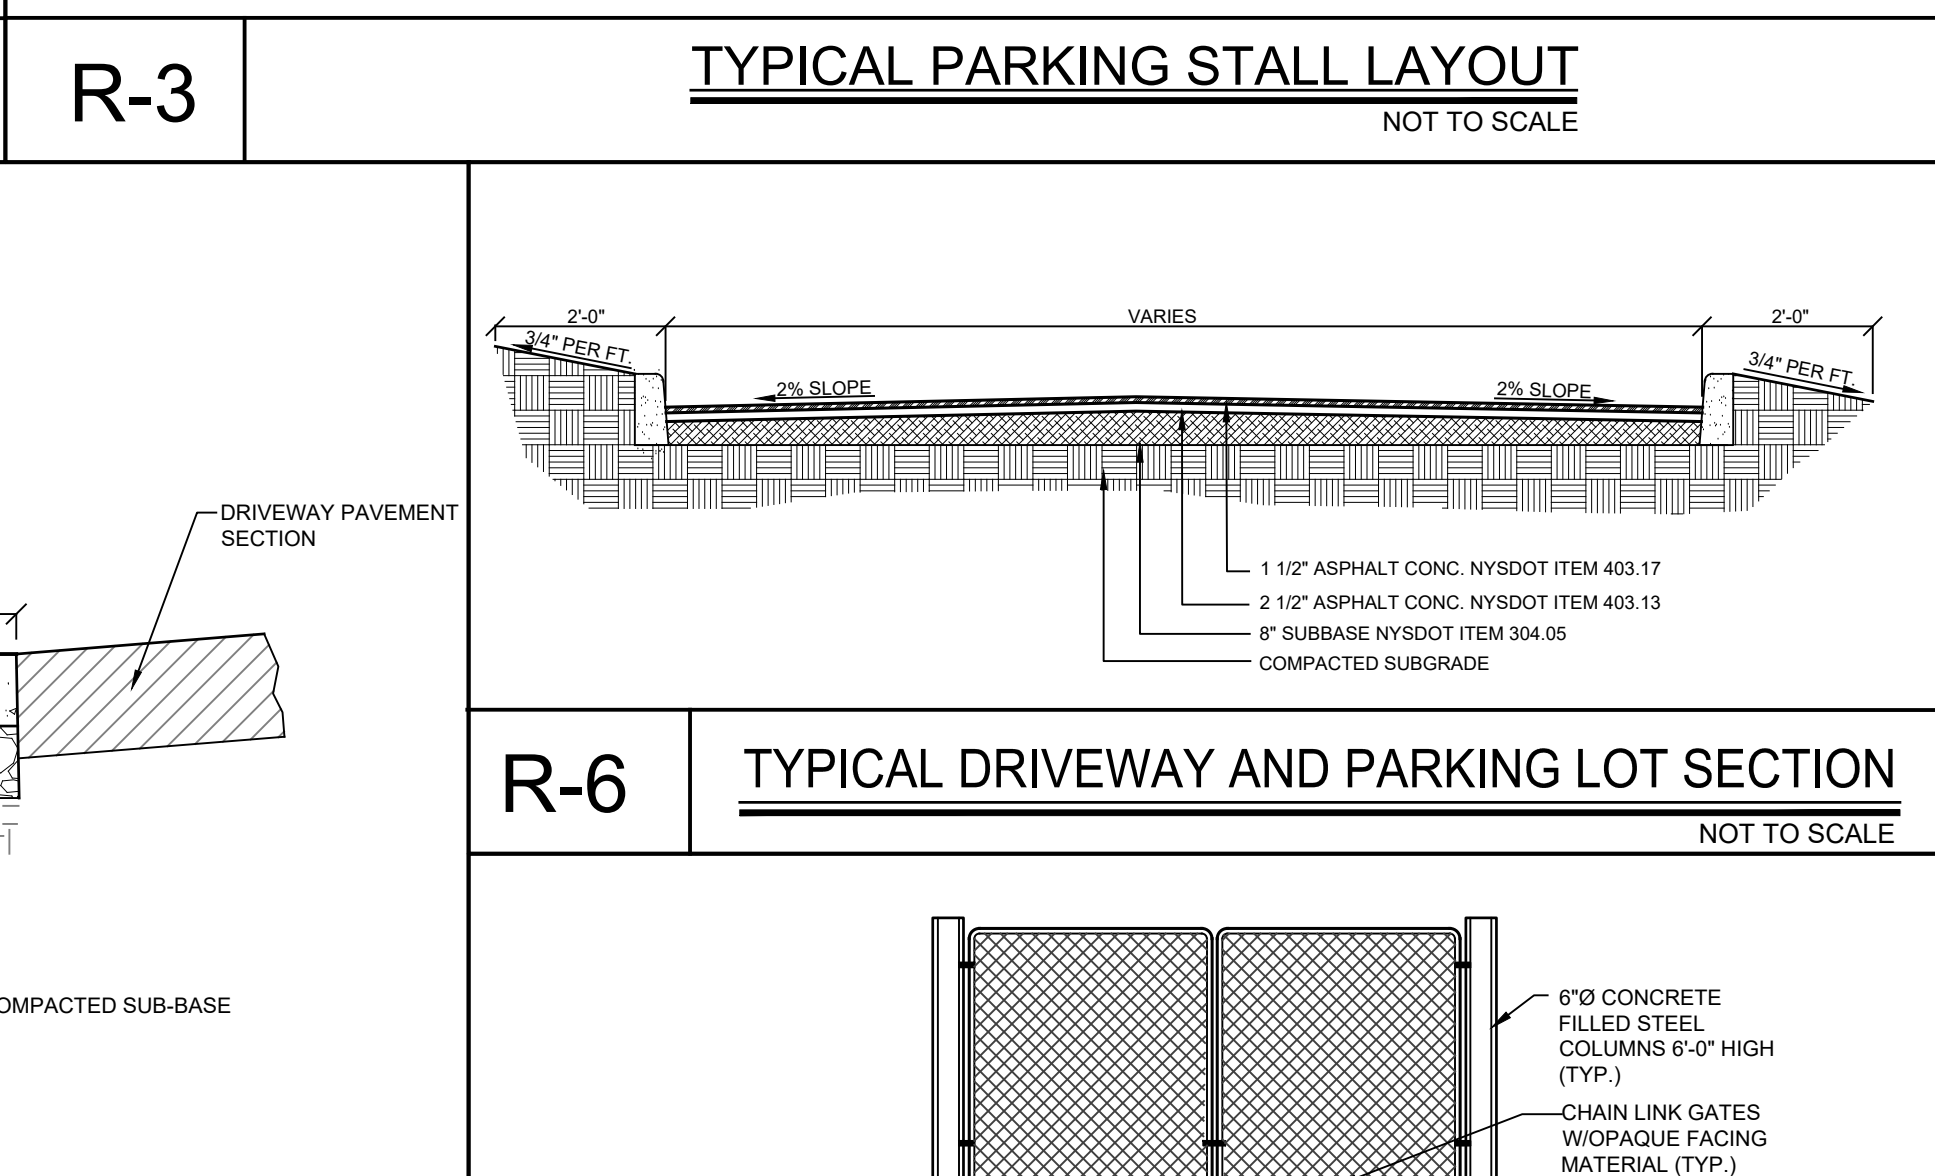 R-3
TYPICAL PARKING STALL LAYOUT
NOT TO SCALE
2'-0"
VARIES
2'-0"
3/4" PER FT.
2% SLOPE
2% SLOPE
3/4" PER FT.
1 1/2" ASPHALT CONC. NYSDOT ITEM 403.17
2 1/2" ASPHALT CONC. NYSDOT ITEM 403.13
8" SUBBASE NYSDOT ITEM 304.05
COMPACTED SUBGRADE
DRIVEWAY PAVEMENT
SECTION
OMPACTED SUB-BASE
R-6
TYPICAL DRIVEWAY AND PARKING LOT SECTION
NOT TO SCALE
6"Ø CONCRETE
FILLED STEEL
COLUMNS 6'-0" HIGH
(TYP.)
CHAIN LINK GATES
W/OPAQUE FACING
MATERIAL (TYP.)